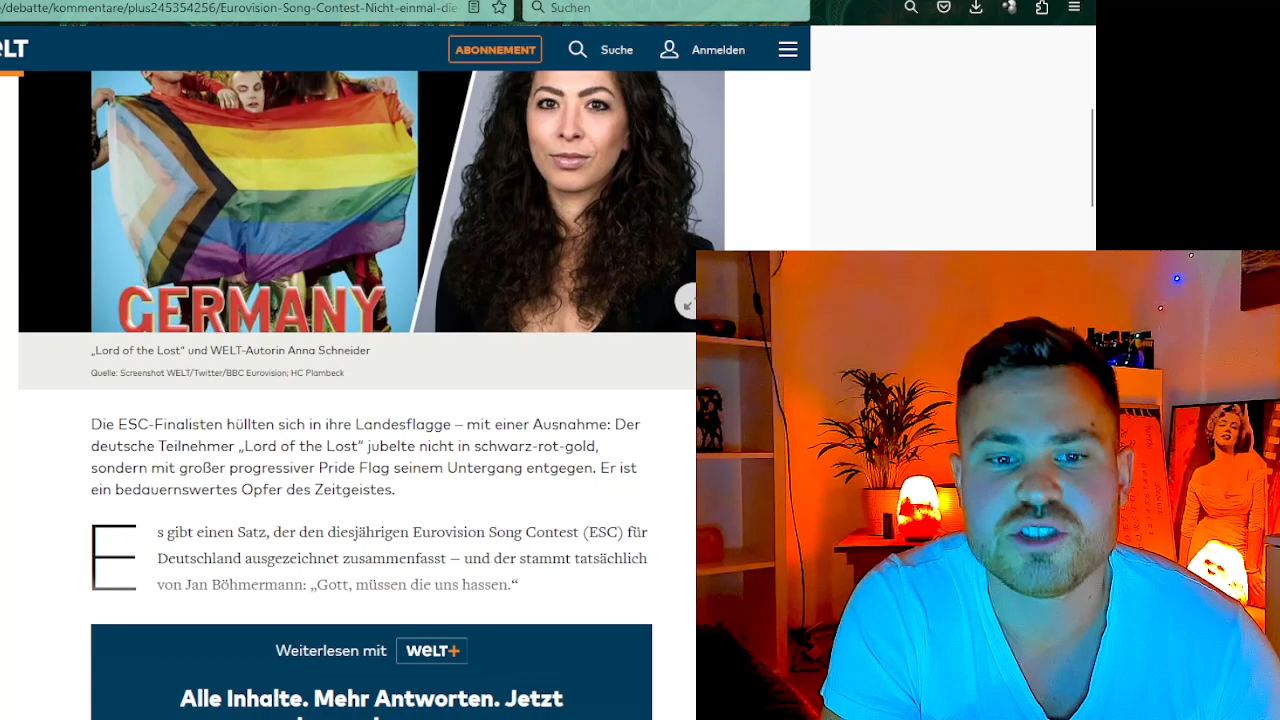 e/debatte/kommentare/plus245354256/Eurovision-Song-Contest-Nicht-einmal-die
Suchen
ELT
ABONNEMENT
Suche
Anmelden
GERMANY
„Lord of the Lost“ und WELT-Autorin Anna Schneider
Quelle: Screenshot WELT/Twitter/BBC Eurovision; HC Plambeck
Die ESC-Finalisten hüllten sich in ihre Landesflagge – mit einer Ausnahme: Der
deutsche Teilnehmer „Lord of the Lost“ jubelte nicht in schwarz-rot-gold,
sondern mit großer progressiver Pride Flag seinem Untergang entgegen. Er ist
ein bedauernswertes Opfer des Zeitgeistes.
Es gibt einen Satz, der den diesjährigen Eurovision Song Contest (ESC) für
Deutschland ausgezeichnet zusammenfasst – und der stammt tatsächlich
von Jan Böhmermann: „Gott, müssen die uns hassen.“
Weiterlesen mit WELT+
Alle Inhalte. Mehr Antworten. Jetzt